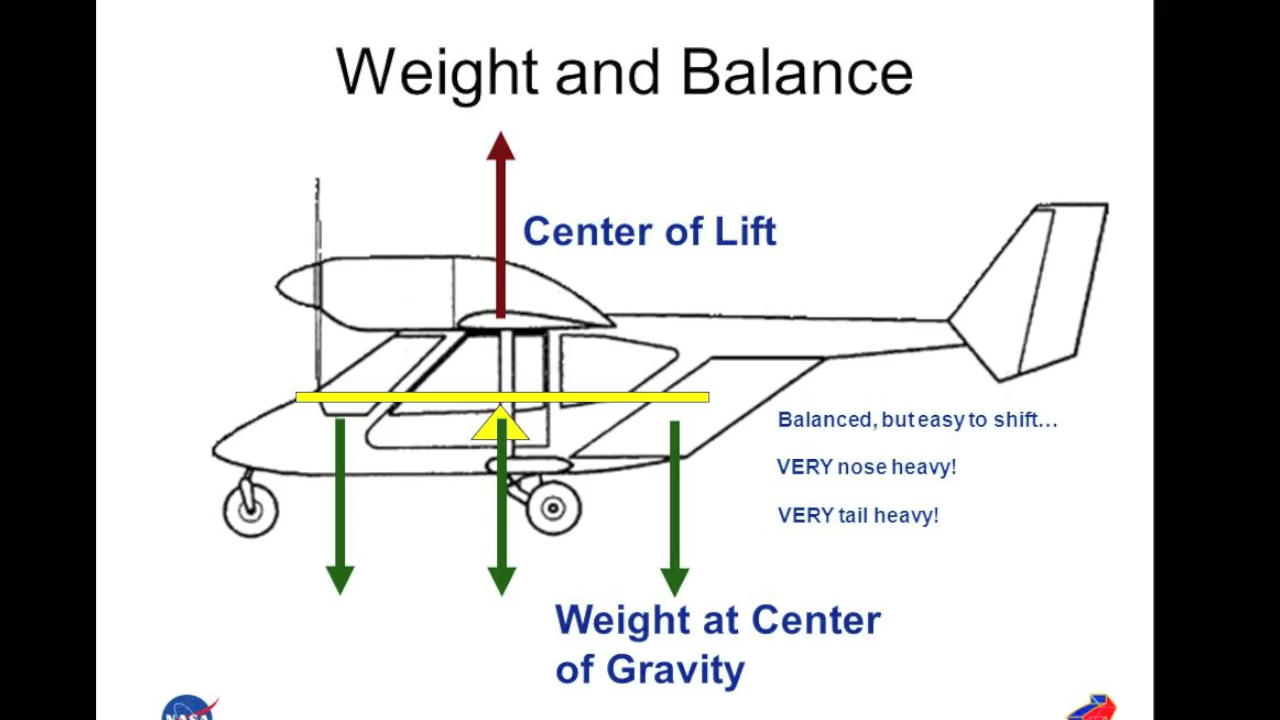 Weight and Balance
Center of Lift
Balanced, but easy to shift…
VERY nose heavy!
VERY tail heavy!
Weight at Center
of Gravity
NASA